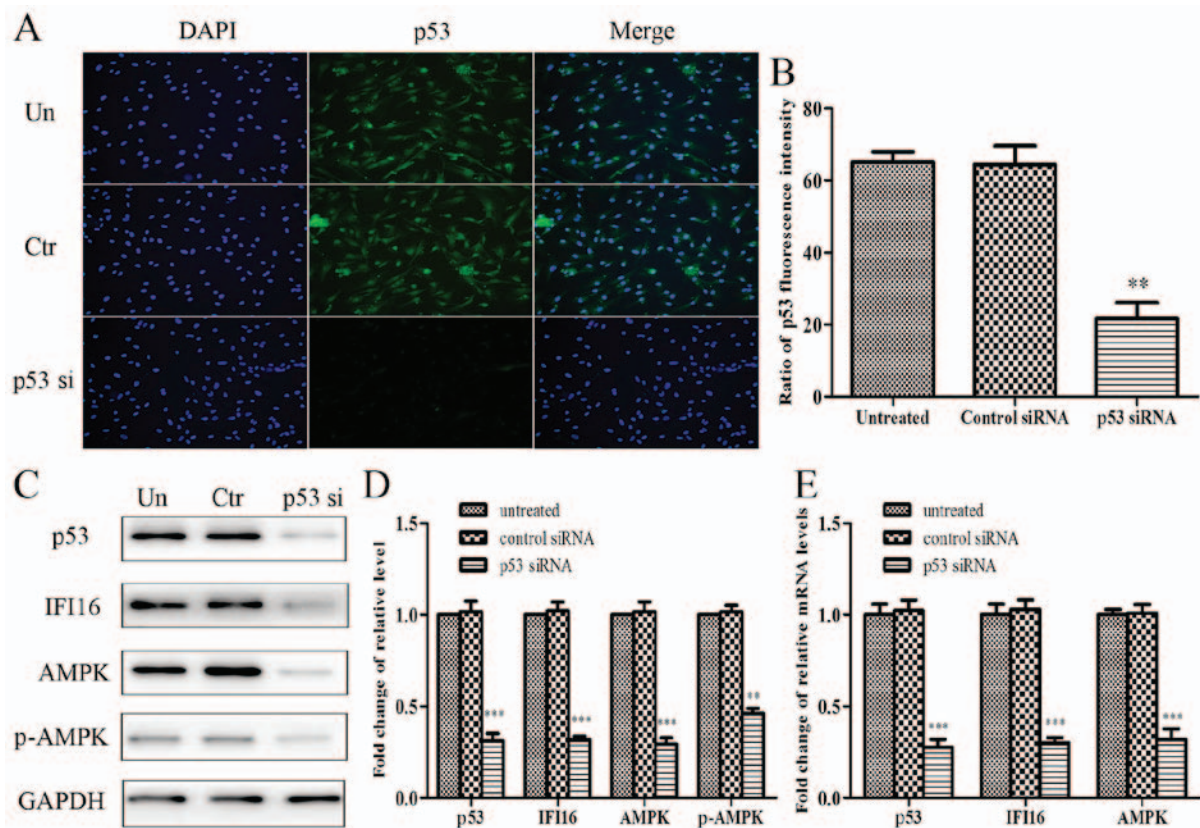 A
DAPI
p53
Merge
Un
Ctr
p53 si
B
Ratio of p53 fluorescence intensity
80
60
40
20
0
**
Untreated
Control siRNA
p53 siRNA
C
Un
Ctr
p53 si
p53
IFI16
AMPK
p-AMPK
GAPDH
D
untreated
control siRNA
p53 siRNA
Fold change of relative level
1.5
1.0
0.5
0.0
***
***
***
**
p53
IFI16
AMPK
p-AMPK
E
untreated
control siRNA
p53 siRNA
Fold change of relative mRNA levels
1.5
1.0
0.5
0.0
***
***
***
p53
IFI16
AMPK